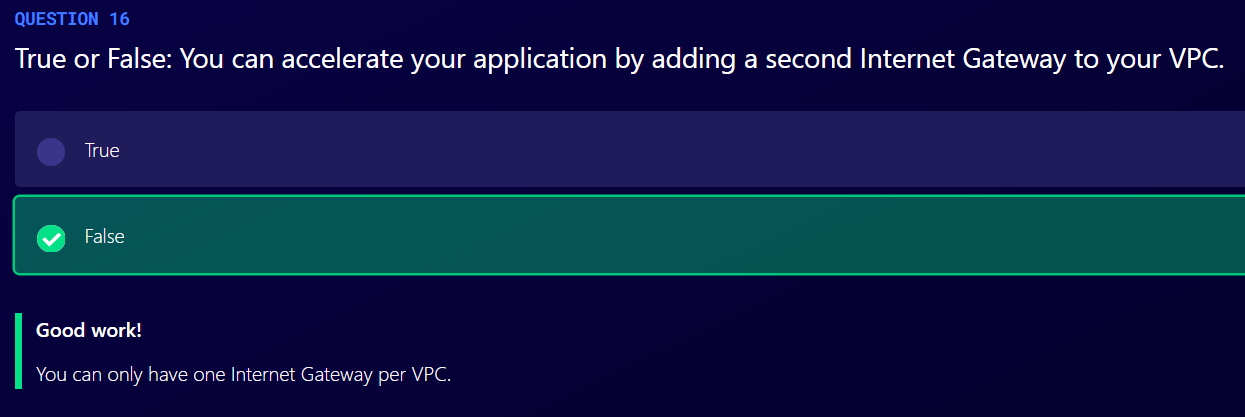 QUESTION 16
True or False: You can accelerate your application by adding a second Internet Gateway to your VPC.
True
False
Good work!
You can only have one Internet Gateway per VPC.